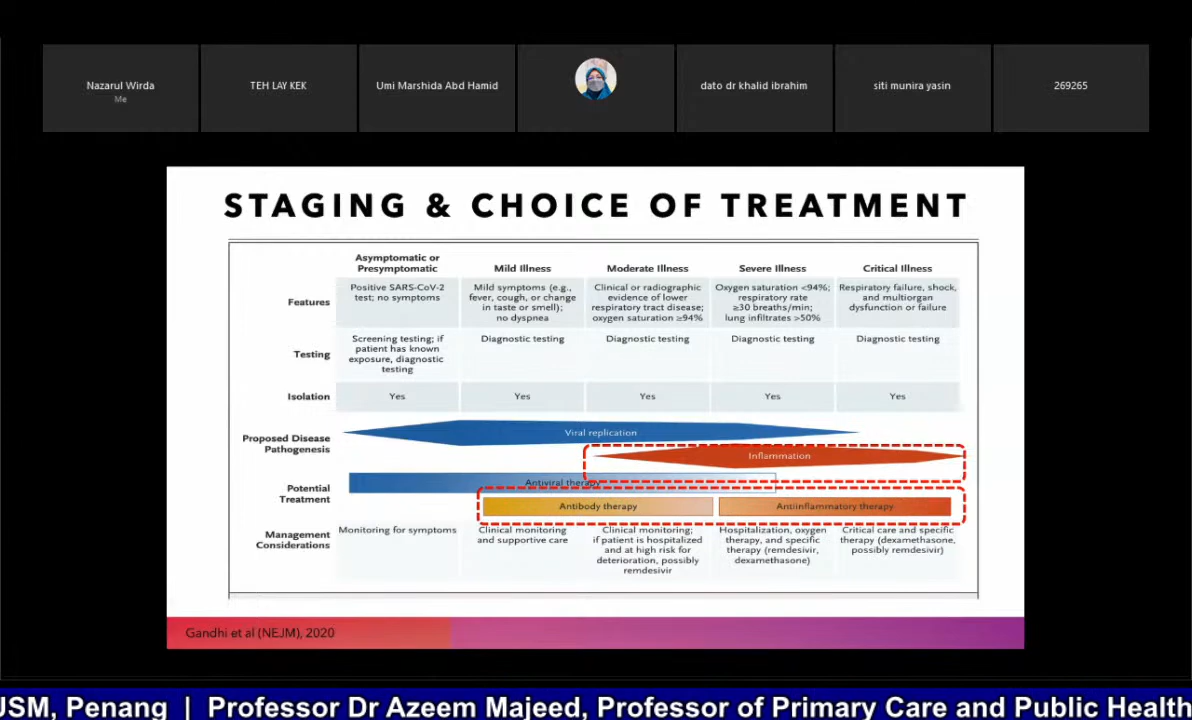 Nazarul Wirda
Me
TEH LAY KEK
Umi Marshida Abd Hamid
dato dr khalid ibrahim
siti munira yasin
269265
STAGING & CHOICE OF TREATMENT
Asymptomatic or
Presymptomatic
Mild Illness
Moderate Illness
Severe Illness
Critical Illness
Features
Positive SARS-CoV-2
test; no symptoms
Mild symptoms (e.g.,
fever, cough, or change
in taste or smell);
no dyspnea
Clinical or radiographic
evidence of lower
respiratory tract disease;
oxygen saturation ≥94%
Oxygen saturation <94%;
respiratory rate
≥30 breaths/min;
lung infiltrates >50%
Respiratory failure, shock,
and multiorgan
dysfunction or failure
Testing
Screening testing; if
patient has known
exposure, diagnostic
testing
Diagnostic testing
Diagnostic testing
Diagnostic testing
Diagnostic testing
Isolation
Yes
Yes
Yes
Yes
Yes
Proposed Disease
Pathogenesis
Viral replication
Inflammation
Potential
Treatment
Antiviral therapy
Antibody therapy
Antiinflammatory therapy
Management
Considerations
Monitoring for symptoms
Clinical monitoring
and supportive care
Clinical monitoring;
if patient is hospitalized
and at high risk for
deterioration, possibly
remdesivir
Hospitalization, oxygen
therapy, and specific
therapy (remdesivir,
dexamethasone)
Critical care and specific
therapy (dexamethasone,
possibly remdesivir)
Gandhi et al (NEJM), 2020
USM, Penang | Professor Dr Azeem Majeed, Professor of Primary Care and Public Health